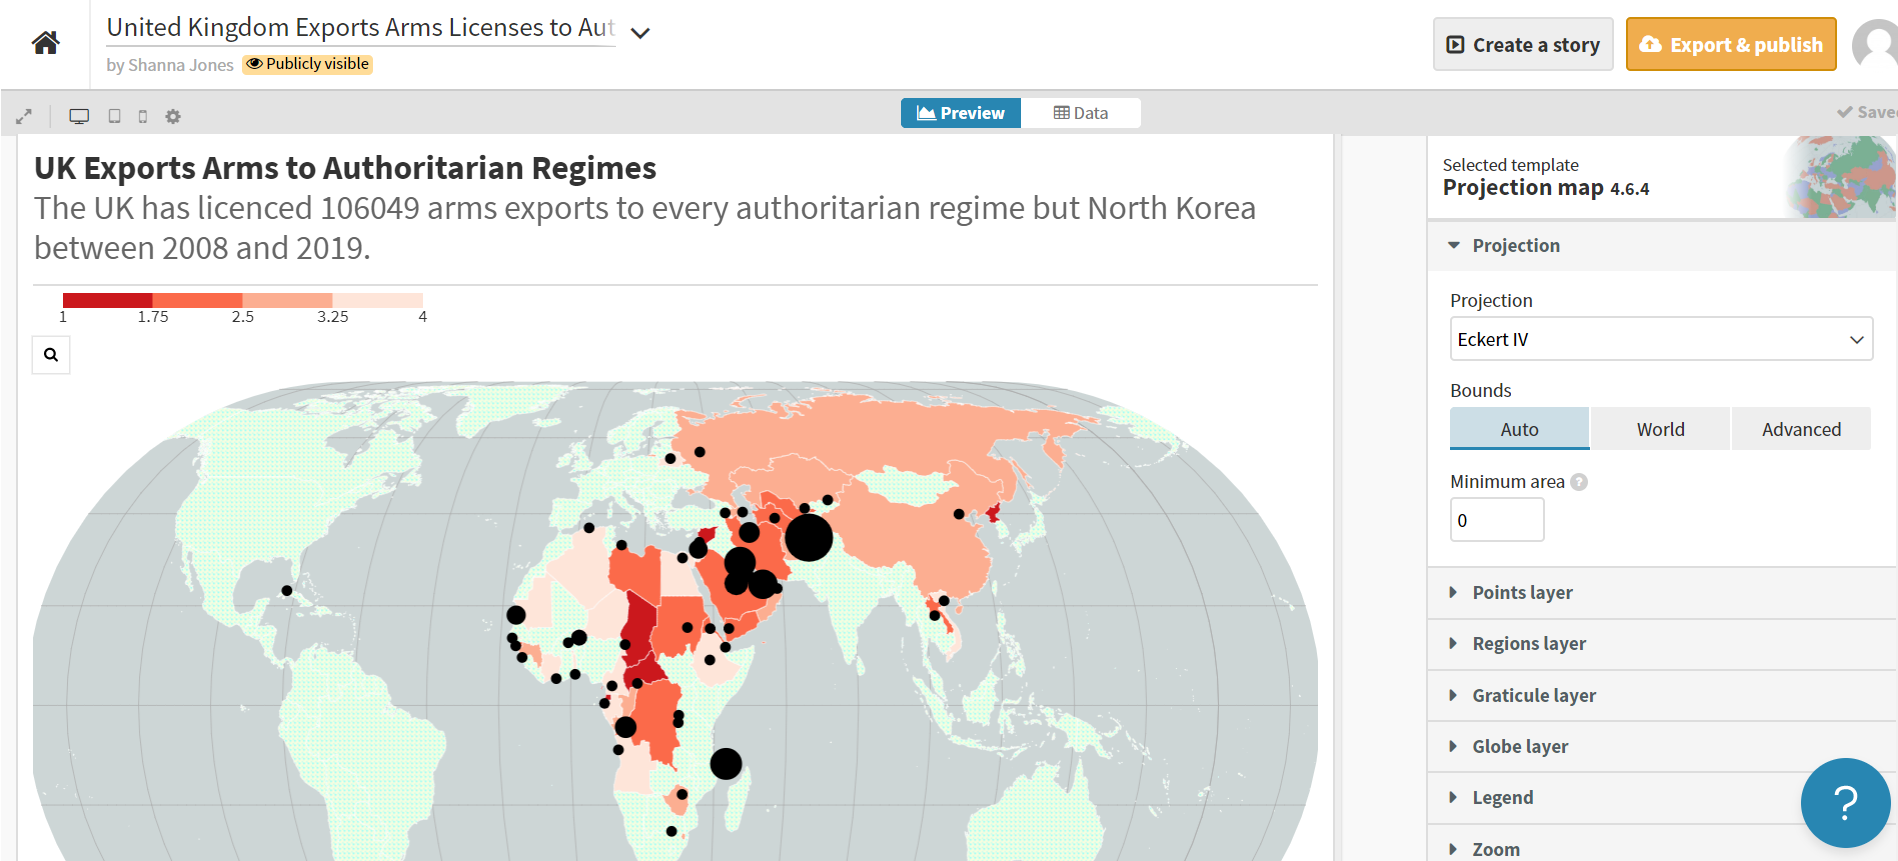 United Kingdom Exports Arms Licenses to Aut
by Shanna Jones Publicly visible
Create a story
Export & publish
Preview
Data
Saved
UK Exports Arms to Authoritarian Regimes
The UK has licenced 106049 arms exports to every authoritarian regime but North Korea
between 2008 and 2019.
1 1.75 2.5 3.25 4
Selected template
Projection map 4.6.4
Projection
Projection
Eckert IV
Bounds
Auto World Advanced
Minimum area ?
0
Points layer
Regions layer
Graticule layer
Globe layer
Legend
Zoom
?